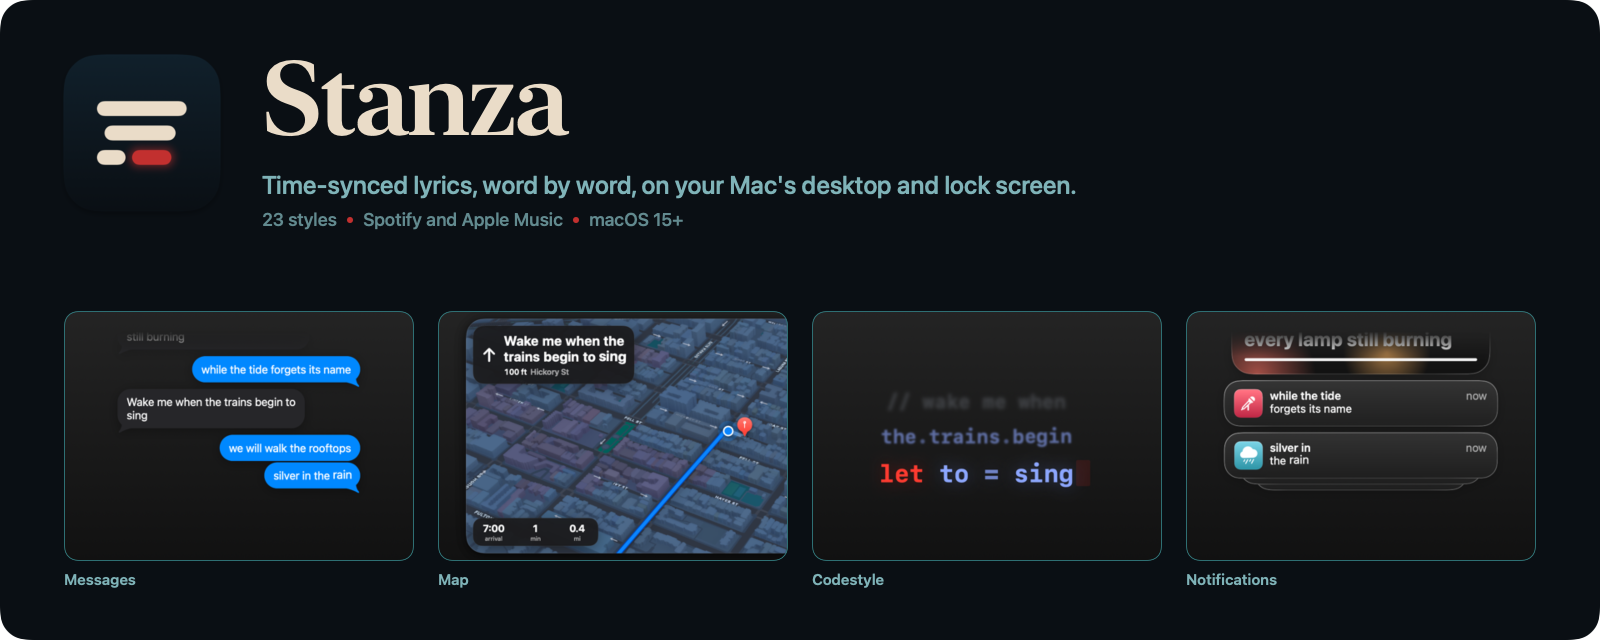 Stanza
Time-synced lyrics, word by word, on your Mac's desktop and lock screen.
23 styles • Spotify and Apple Music • macOS 15+
still burning
while the tide forgets its name
Wake me when the trains begin to
sing
we will walk the rooftops
silver in the rain
Messages
Wake me when the
trains begin to sing
100 ft Hickory St
7:00
arrival
1
min
0.4
mi
Map
// wake me when
the.trains.begin
let to = sing
Codestyle
every lamp still burning
while the tide
forgets its name
now
silver in
the rain
now
Notifications